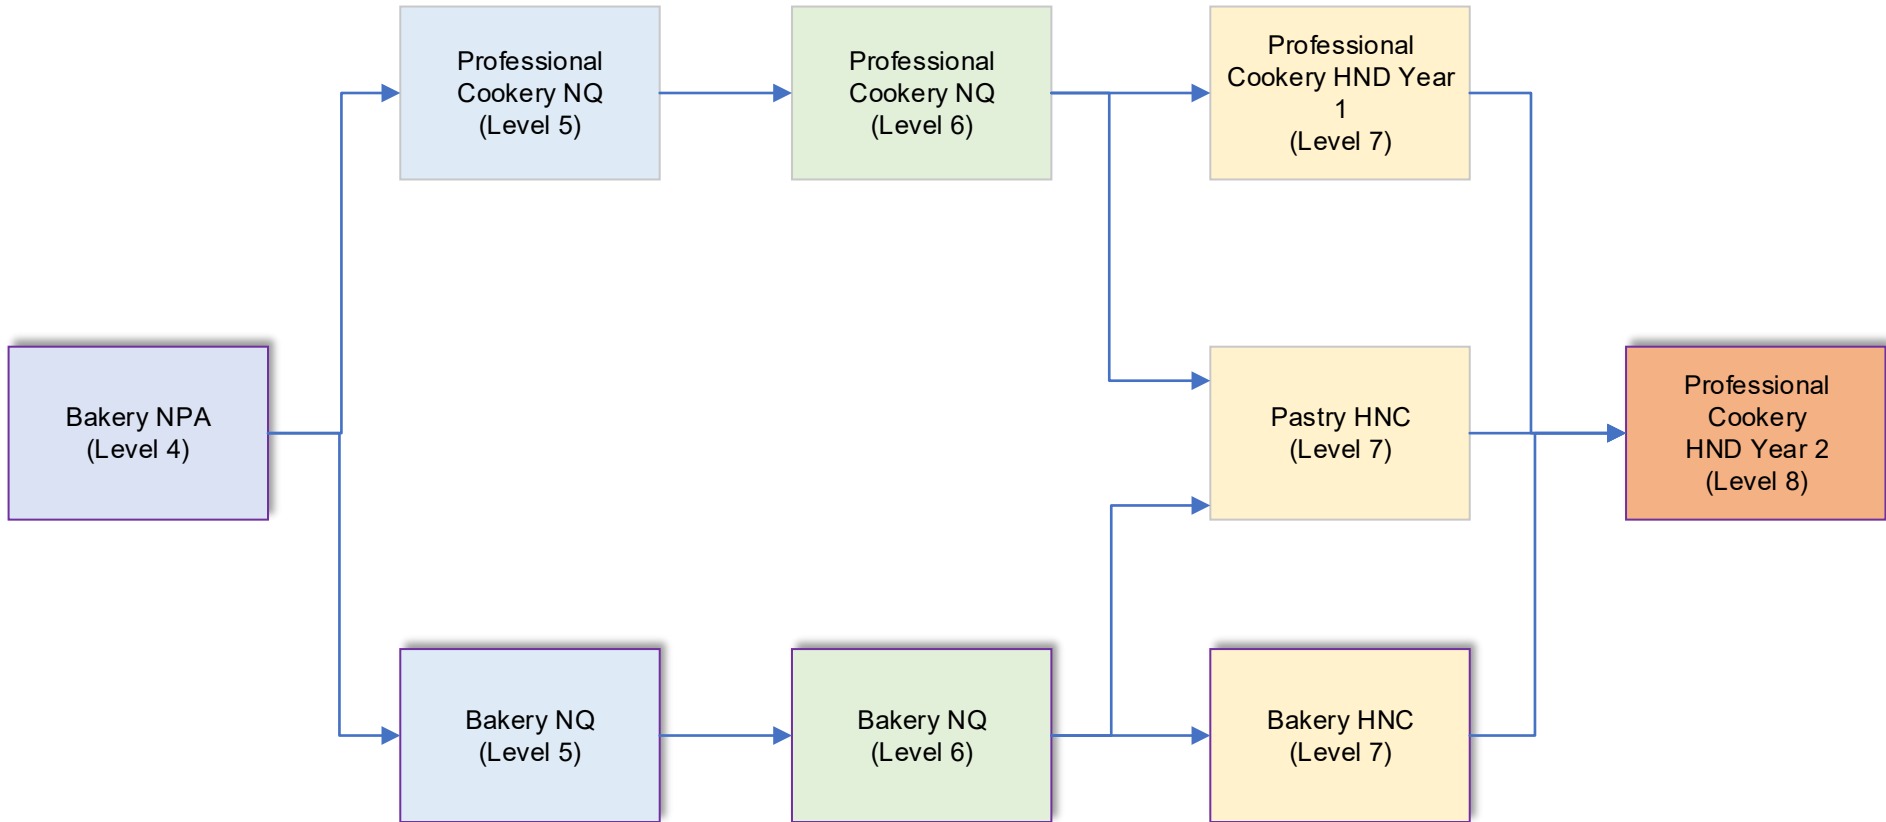 Professional
Cookery NQ
(Level 5)
Professional
Cookery NQ
(Level 6)
Professional
Cookery HND Year
1
(Level 7)
Bakery NPA
(Level 4)
Pastry HNC
(Level 7)
Professional
Cookery
HND Year 2
(Level 8)
Bakery NQ
(Level 5)
Bakery NQ
(Level 6)
Bakery HNC
(Level 7)